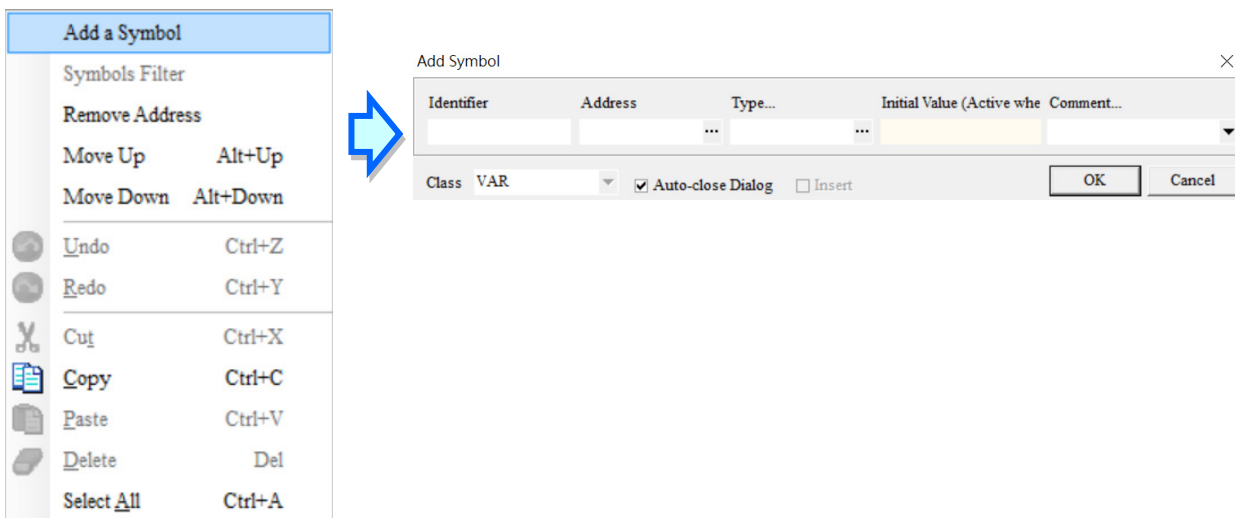 Add a Symbol
Symbols Filter
Remove Address
Move Up Alt+Up
Move Down Alt+Down
Undo Ctrl+Z
Redo Ctrl+Y
Cut Ctrl+X
Copy Ctrl+C
Paste Ctrl+V
Delete Del
Select All Ctrl+A
Add Symbol
Identifier Address Type... Initial Value (Active whe Comment...
... ...
Class VAR Auto-close Dialog Insert OK Cancel